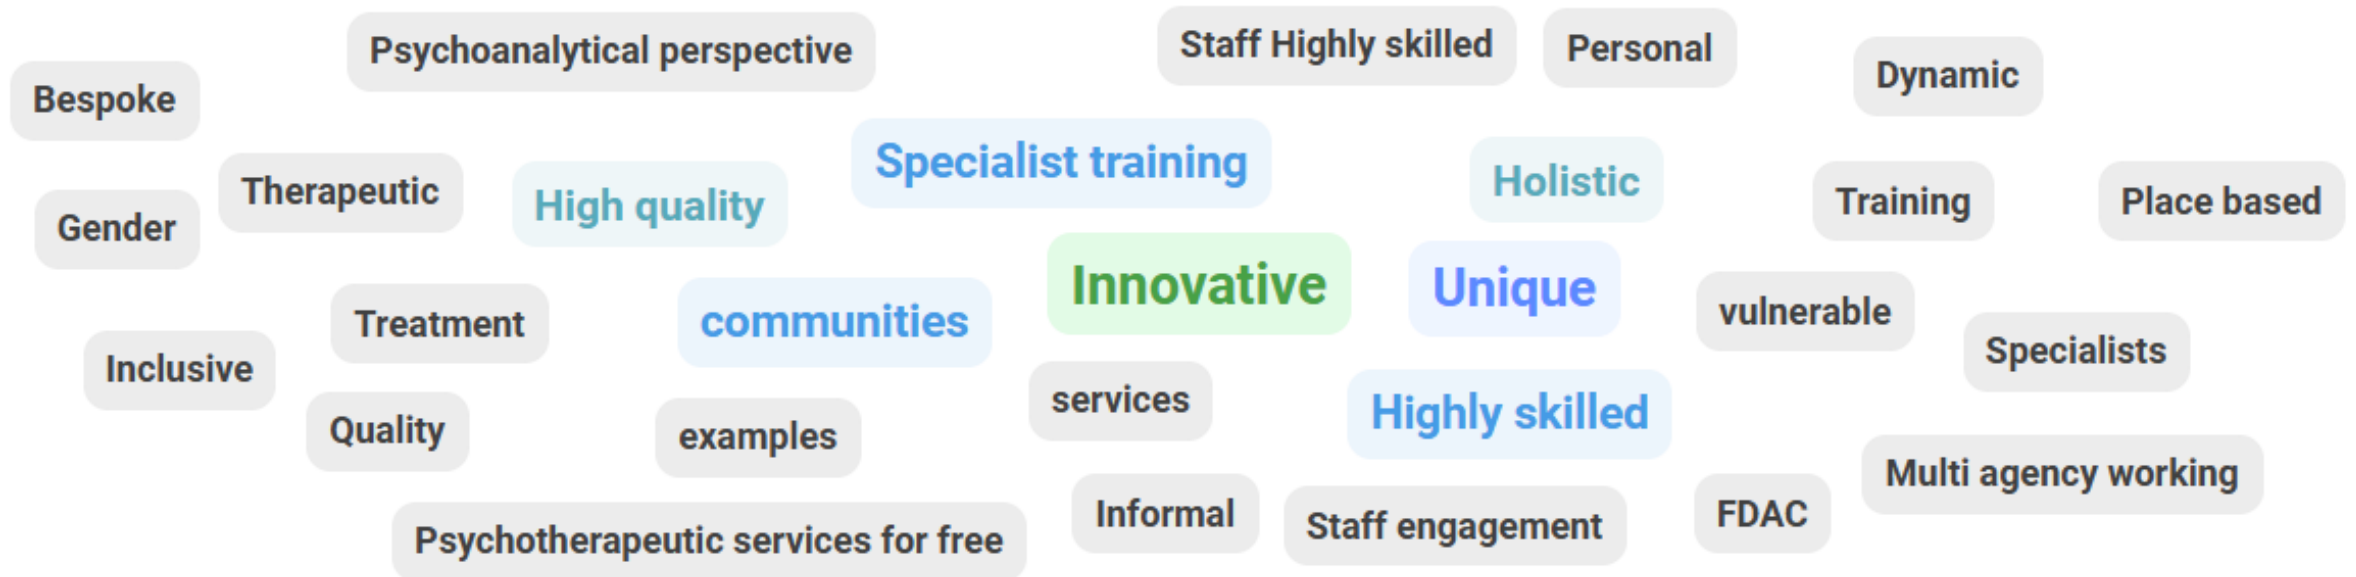 Psychoanalytical perspective
Staff Highly skilled
Personal
Dynamic
Bespoke
Specialist training
Holistic
Therapeutic
High quality
Training
Place based
Gender
Innovative
Unique
Treatment
communities
vulnerable
Specialists
Inclusive
services
Highly skilled
Quality
examples
Multi agency working
Informal
Staff engagement
FDAC
Psychotherapeutic services for free